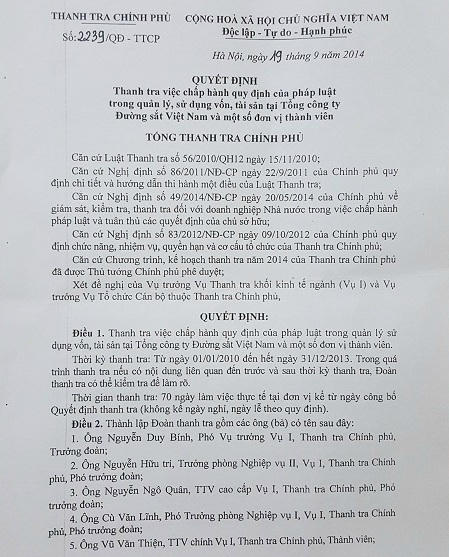 THANH TRA CHÍNH PHỦ
CỘNG HOÀ XÃ HỘI CHỦ NGHĨA VIỆT NAM
Độc lập - Tự do - Hạnh phúc
Số: 2239/QĐ - TTCP
Hà Nội, ngày 19 tháng 9 năm 2014
QUYẾT ĐỊNH
Thanh tra việc chấp hành quy định của pháp luật
trong quản lý, sử dụng vốn, tài sản tại Tổng công ty
Đường sắt Việt Nam và một số đơn vị thành viên
TỔNG THANH TRA CHÍNH PHỦ
Căn cứ Luật Thanh tra số 56/2010/QH12 ngày 15/11/2010;
Căn cứ Nghị định số 86/2011/NĐ-CP ngày 22/9/2011 của Chính phủ quy
định chi tiết và hướng dẫn thi hành một điều của Luật Thanh tra;
Căn cứ Nghị định số 49/2014/NĐ-CP ngày 20/05/2014 của Chính phủ về
giám sát, kiểm tra, thanh tra đối với doanh nghiệp Nhà nước trong việc chấp hành
pháp luật và tuân thủ các quyết định của chủ sở hữu;
Căn cứ Nghị định số 83/2012/NĐ-CP ngày 09/10/2012 của Chính phủ quy
định chức năng, nhiệm vụ, quyền hạn và cơ cấu tổ chức của Thanh tra Chính phủ;
Căn cứ Chương trình, kế hoạch thanh tra năm 2014 của Thanh tra Chính phủ
đã được Thủ tướng Chính phủ phê duyệt;
Xét đề nghị của Vụ trưởng Vụ Thanh tra khối kinh tế ngành (Vụ I) và Vụ
trưởng Vụ Tổ chức Cán bộ thuộc Thanh tra Chính phủ,
QUYẾT ĐỊNH:
Điều 1. Thanh tra việc chấp hành quy định của pháp luật trong quản lý sử
dụng vốn, tài sản tại Tổng công ty Đường sắt Việt Nam và một số đơn vị thành viên.
Thời kỳ thanh tra: Từ ngày 01/01/2010 đến hết ngày 31/12/2013. Trong quá
trình thanh tra nếu có nội dung liên quan đến trước và sau thời kỳ thanh tra, Đoàn
thanh tra có thể kiểm tra để làm rõ.
Thời gian thanh tra: 70 ngày làm việc thực tế tại đơn vị kể từ ngày công bố
Quyết định thanh tra (không kể ngày nghỉ, ngày lễ theo quy định).
Điều 2. Thành lập Đoàn thanh tra gồm các ông (bà) có tên sau đây:
1. Ông Nguyễn Duy Bính, Phó Vụ trưởng Vụ I, Thanh tra Chính phủ,
Trưởng đoàn;
2. Ông Nguyễn Hữu tri, Trưởng phòng Nghiệp vụ II, Vụ I, Thanh tra Chính
phủ, Phó trưởng đoàn;
3. Ông Nguyễn Ngô Quân, TTV cao cấp Vụ I, Thanh tra Chính phủ, Phó
trưởng đoàn;
4. Ông Cù Văn Lĩnh, Phó Trưởng phòng Nghiệp vụ I, Vụ I, Thanh tra Chính
phủ, Phó trưởng đoàn;
5. Ông Vũ Văn Thiện, TTV chính Vụ I, Thanh tra Chính phủ, Thành viên;